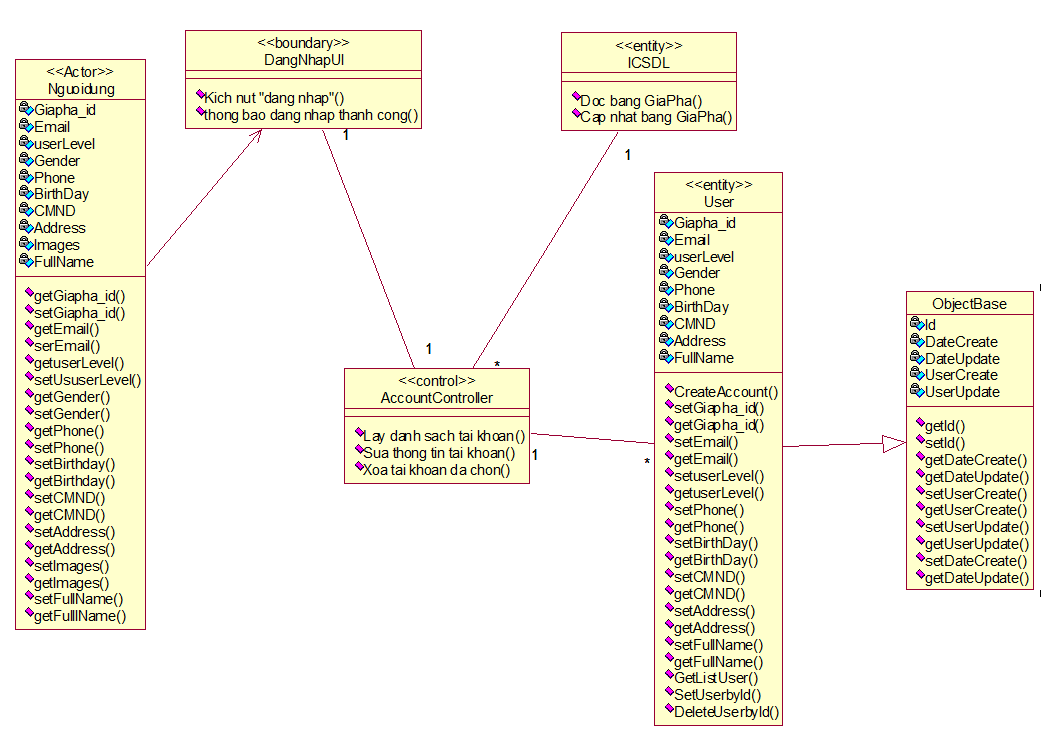 <<Actor>>
Nguoidung
Giapha_id
Email
userLevel
Gender
Phone
BirthDay
CMND
Address
Images
FullName
getGiapha_id()
setGiapha_id()
getEmail()
serEmail()
getuserLevel()
setUsuserLevel()
getGender()
setGender()
getPhone()
setPhone()
setBirthday()
getBirthday()
setCMND()
getCMND()
setAddress()
getAddress()
setImages()
getImages()
setFullName()
getFulllName()
<<boundary>>
DangNhapUI
Kich nut "dang nhap"()
thong bao dang nhap thanh cong()
1
1
<<entity>>
ICSDL
Doc bang GiaPha()
Cap nhat bang GiaPha()
1
*
<<control>>
AccountController
Lay danh sach tai khoan()
Sua thong tin tai khoan()
Xoa tai khoan da chon()
1
*
<<entity>>
User
Giapha_id
Email
userLevel
Gender
Phone
BirthDay
CMND
Address
FullName
CreateAccount()
setGiapha_id()
getGiapha_id()
setEmail()
getEmail()
setuserLevel()
getuserLevel()
setPhone()
getPhone()
setBirthDay()
getBirthDay()
setCMND()
getCMND()
setAddress()
getAddress()
setFullName()
getFullName()
GetListUser()
SetUserbyId()
DeleteUserbyId()
ObjectBase
Id
DateCreate
DateUpdate
UserCreate
UserUpdate
getId()
setId()
getDateCreate()
getDateUpdate()
setUserCreate()
getUserCreate()
setUserUpdate()
getUserUpdate()
setDateCreate()
getDateUpdate()